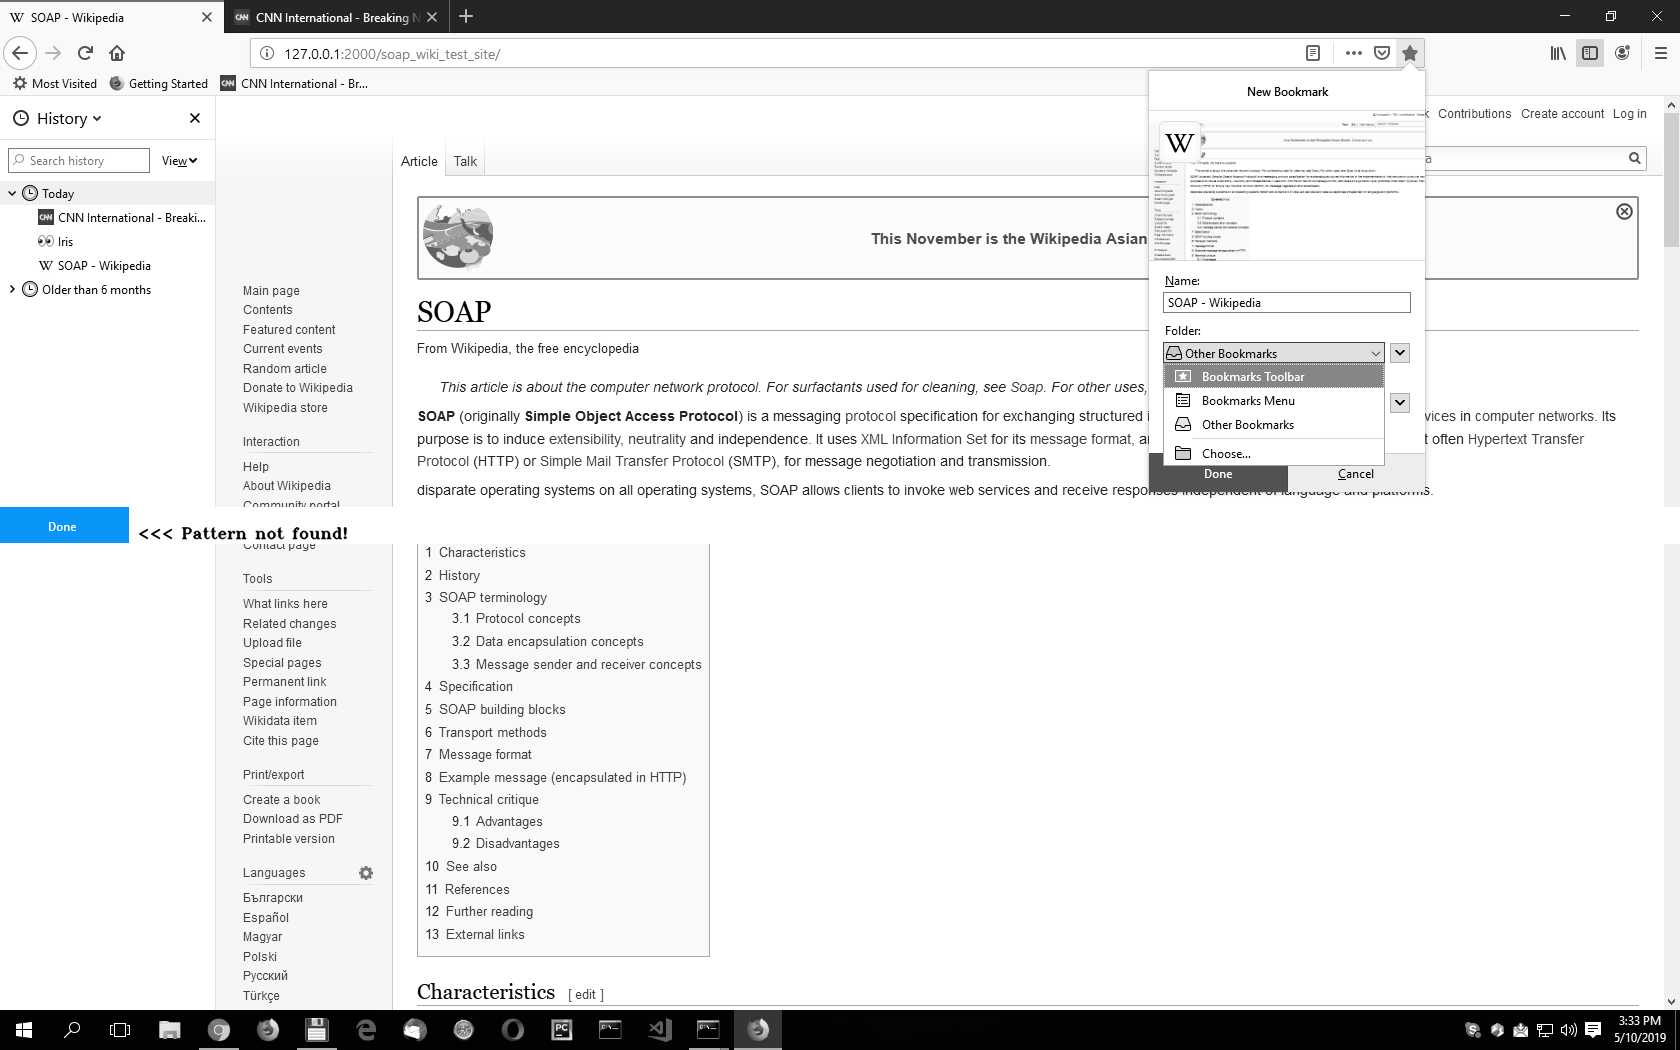 SOAP - Wikipedia
CNN International - Breaking N
127.0.0.1:2000/soap_wiki_test_site/
Most Visited
Getting Started
CNN International - Br...
History
Search history
View
Today
CNN International - Breaki...
Iris
SOAP - Wikipedia
Older than 6 months
Contributions
Create account
Log in
Article
Talk
This November is the Wikipedia Asian
Main page
Contents
Featured content
Current events
Random article
Donate to Wikipedia
Wikipedia store
Interaction
Help
About Wikipedia
Community portal
Contact page
Tools
What links here
Related changes
Upload file
Special pages
Permanent link
Page information
Wikidata item
Cite this page
Print/export
Create a book
Download as PDF
Printable version
Languages
Български
Español
Magyar
Polski
Русский
Türkçe
SOAP
From Wikipedia, the free encyclopedia
This article is about the computer network protocol. For surfactants used for cleaning, see Soap. For other uses,
SOAP (originally Simple Object Access Protocol) is a messaging protocol specification for exchanging structured i vices in computer networks. Its
purpose is to induce extensibility, neutrality and independence. It uses XML Information Set for its message format, a t often Hypertext Transfer
Protocol (HTTP) or Simple Mail Transfer Protocol (SMTP), for message negotiation and transmission.
disparate operating systems on all operating systems, SOAP allows clients to invoke web services and receive responses independent of language and platforms.
Done
<<< Pattern not found!
1 Characteristics
2 History
3 SOAP terminology
3.1 Protocol concepts
3.2 Data encapsulation concepts
3.3 Message sender and receiver concepts
4 Specification
5 SOAP building blocks
6 Transport methods
7 Message format
8 Example message (encapsulated in HTTP)
9 Technical critique
9.1 Advantages
9.2 Disadvantages
10 See also
11 References
12 Further reading
13 External links
Characteristics [ edit ]
New Bookmark
W
Name:
SOAP - Wikipedia
Folder:
Other Bookmarks
Bookmarks Toolbar
Bookmarks Menu
Other Bookmarks
Choose...
Done
Cancel
3:33 PM
5/10/2019